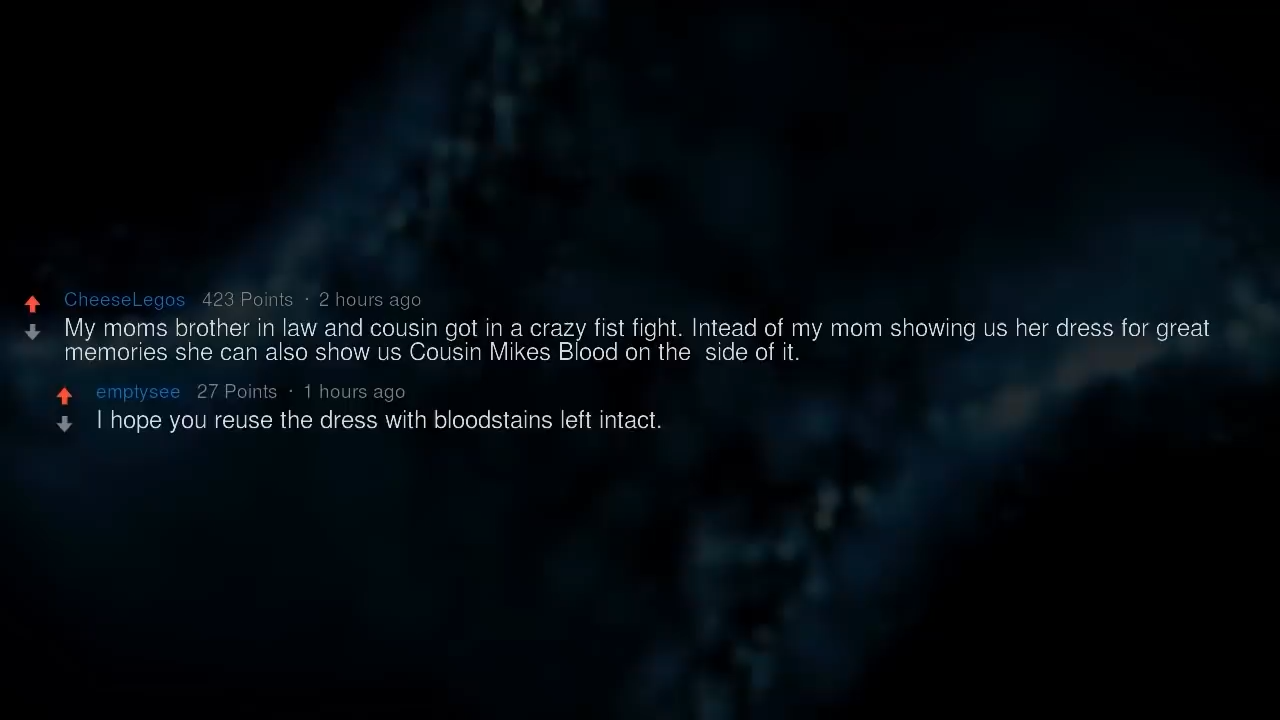 CheeseLegos 423 Points · 2 hours ago
My moms brother in law and cousin got in a crazy fist fight. Intead of my mom showing us her dress for great
memories she can also show us Cousin Mikes Blood on the  side of it.
emptysee 27 Points · 1 hours ago
I hope you reuse the dress with bloodstains left intact.